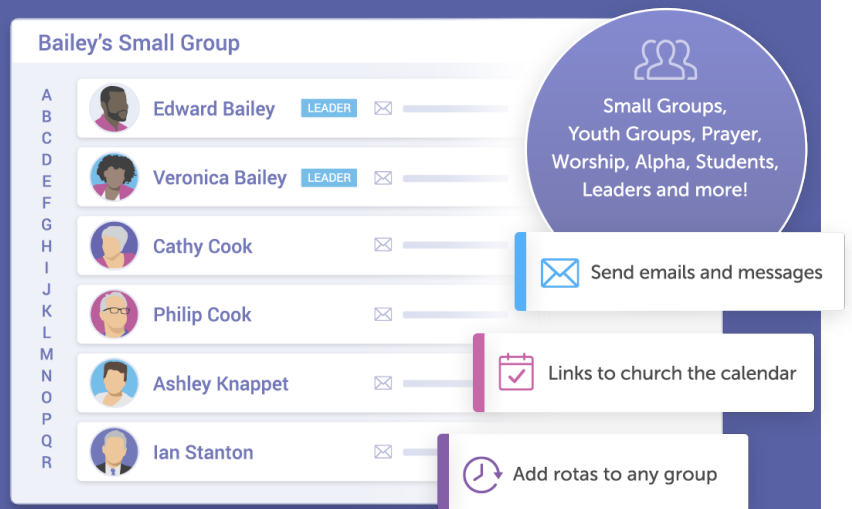 Bailey’s Small Group
A
B
C
D
E
F
G
H
I
J
K
L
M
N
O
P
Q
R
Edward Bailey LEADER
Veronica Bailey LEADER
Cathy Cook
Philip Cook
Ashley Knappet
Ian Stanton
Small Groups,
Youth Groups, Prayer,
Worship, Alpha, Students,
Leaders and more!
Send emails and messages
Links to church the calendar
Add rotas to any group